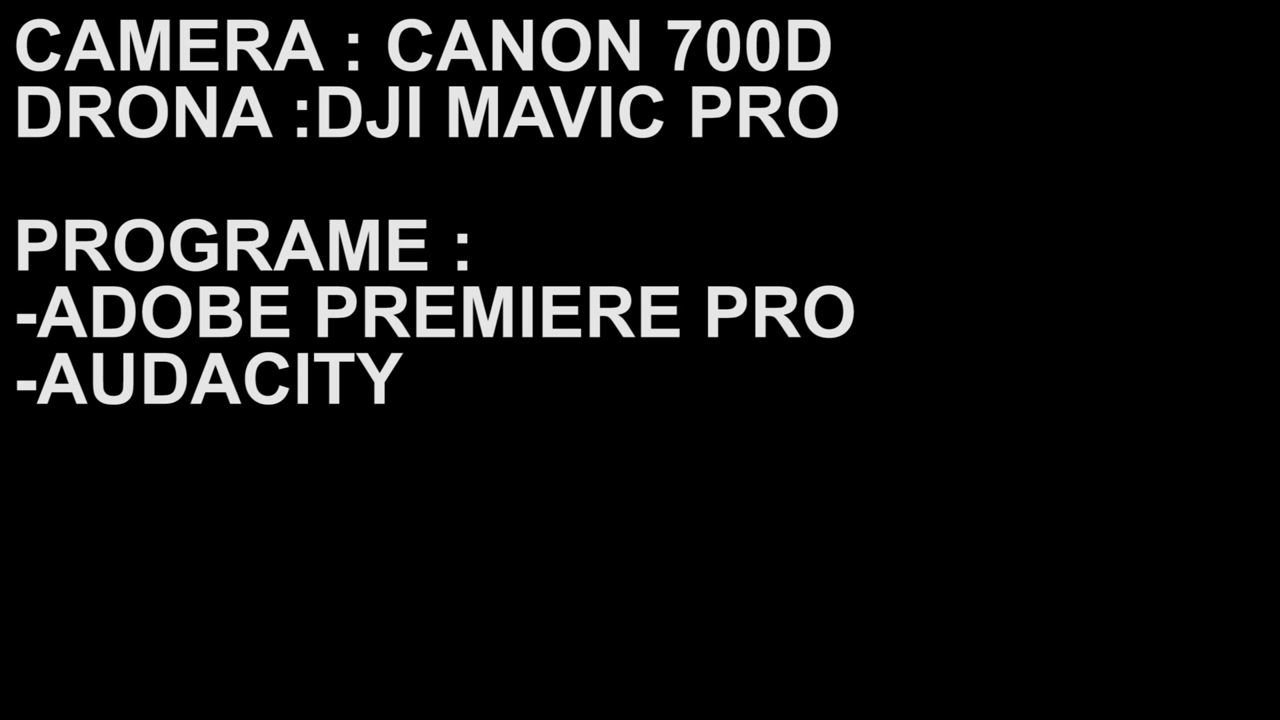 CAMERA : CANON 700D
DRONA :DJI MAVIC PRO
PROGRAME :
-ADOBE PREMIERE PRO
-AUDACITY